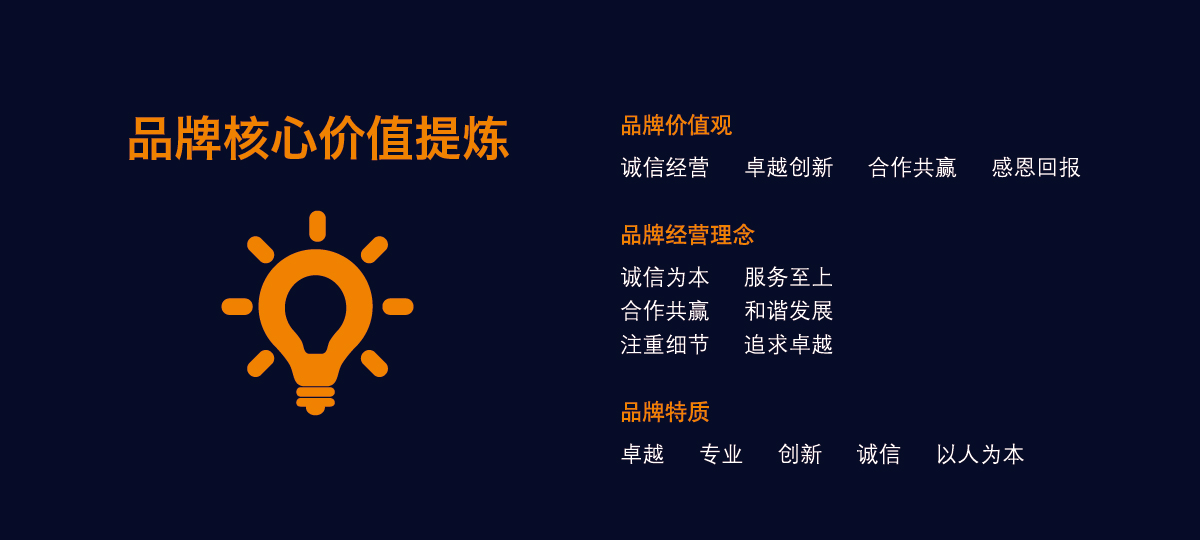 品牌核心价值提炼
品牌价值观
诚信经营 卓越创新 合作共赢 感恩回报
品牌经营理念
诚信为本 服务至上
合作共赢 和谐发展
注重细节 追求卓越
品牌特质
卓越 专业 创新 诚信 以人为本